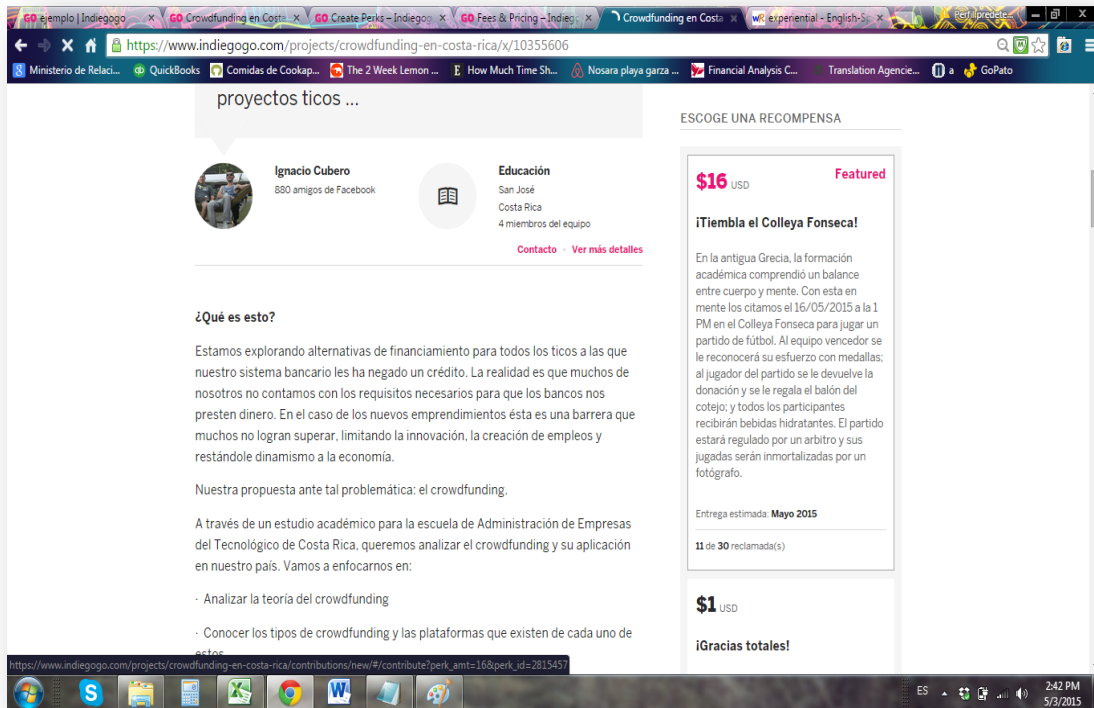 GO ejemplo | Indiegogo
GO Crowdfunding en Costa
GO Create Perks – Indiegog
GO Fees & Pricing – Indieg
Crowdfunding en Costa
WR experiential - English-Sp
Perfilpredete...
https://www.indiegogo.com/projects/crowdfunding-en-costa-rica/x/10355606
Ministerio de Relaci...
QuickBooks
Comidas de Cookap...
The 2 Week Lemon ...
E How Much Time Sh...
Nosara playa garza ...
Financial Analysis C...
Translation Agencie...
a
GoPato
proyectos ticos ...
Ignacio Cubero
880 amigos de Facebook
Educación
San José
Costa Rica
4 miembros del equipo
Contacto · Ver más detalles
¿Qué es esto?
Estamos explorando alternativas de financiamiento para todos los ticos a las que
nuestro sistema bancario les ha negado un crédito. La realidad es que muchos de
nosotros no contamos con los requisitos necesarios para que los bancos nos
presten dinero. En el caso de los nuevos emprendimientos ésta es una barrera que
muchos no logran superar, limitando la innovación, la creación de empleos y
restándole dinamismo a la economía.
Nuestra propuesta ante tal problemática: el crowdfunding.
A través de un estudio académico para la escuela de Administración de Empresas
del Tecnológico de Costa Rica, queremos analizar el crowdfunding y su aplicación
en nuestro país. Vamos a enfocarnos en:
· Analizar la teoría del crowdfunding
· Conocer los tipos de crowdfunding y las plataformas que existen de cada uno de
estos
ESCOGE UNA RECOMPENSA
$16 USD
Featured
¡Tiembla el Colleya Fonseca!
En la antigua Grecia, la formación
académica comprendió un balance
entre cuerpo y mente. Con esta en
mente los citamos el 16/05/2015 a la 1
PM en el Colleya Fonseca para jugar un
partido de fútbol. Al equipo vencedor se
le reconocerá su esfuerzo con medallas;
al jugador del partido se le devuelve la
donación y se le regala el balón del
cotejo; y todos los participantes
recibirán bebidas hidratantes. El partido
estará regulado por un arbitro y sus
jugadas serán inmortalizadas por un
fotógrafo.
Entrega estimada: Mayo 2015
11 de 30 reclamada(s)
$1 USD
¡Gracias totales!
https://www.indiegogo.com/projects/crowdfunding-en-costa-rica/contributions/new/#/contribute?perk_amt=16&perk_id=2815457
ES
2:42 PM
5/3/2015